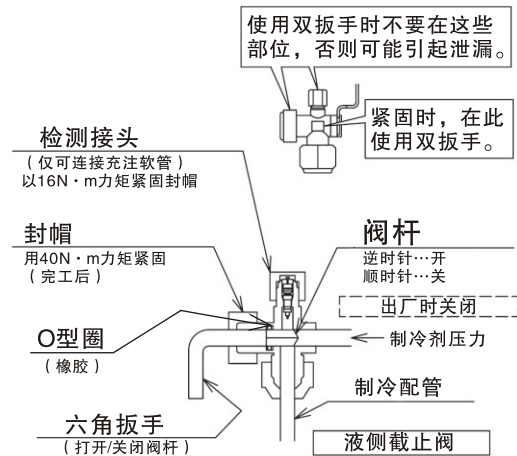 使用双扳手时不要在这些
部位，否则可能引起泄漏。
紧固时，在此
使用双扳手。
检测接头
（仅可连接充注软管）
以16N·m力矩紧固封帽
封帽
用40N·m力矩紧固
（完工后）
阀杆
逆时针…开
顺时针…关
出厂时关闭
O型圈
（橡胶）
制冷剂压力
制冷配管
六角扳手
（打开/关闭阀杆）
液侧截止阀